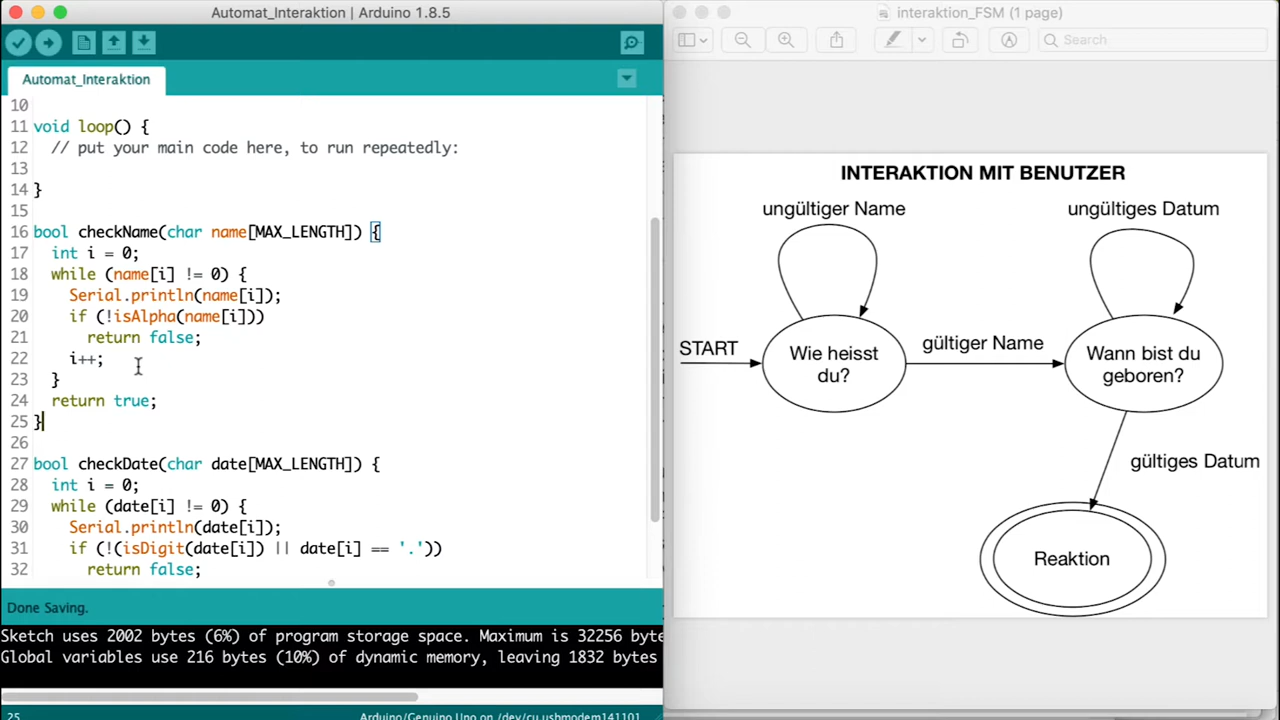 Automat_Interaktion | Arduino 1.8.5
Automat_Interaktion
10
11 void loop() {
12   // put your main code here, to run repeatedly:
13
14 }
15
16 bool checkName(char name[MAX_LENGTH]) {
17   int i = 0;
18   while (name[i] != 0) {
19     Serial.println(name[i]);
20     if (!isAlpha(name[i]))
21       return false;
22     i++;
23   }
24   return true;
25 }
26
27 bool checkDate(char date[MAX_LENGTH]) {
28   int i = 0;
29   while (date[i] != 0) {
30     Serial.println(date[i]);
31     if (!(isDigit(date[i]) || date[i] == '.'))
32       return false;
Done Saving.
Sketch uses 2002 bytes (6%) of program storage space. Maximum is 32256 byte
Global variables use 216 bytes (10%) of dynamic memory, leaving 1832 bytes
25
Arduino/Genuino Uno on /dev/cu.usbmodem141101
interaktion_FSM (1 page)
Search
INTERAKTION MIT BENUTZER
ungültiger Name
ungültiges Datum
START
Wie heisst
du?
gültiger Name
Wann bist du
geboren?
gültiges Datum
Reaktion